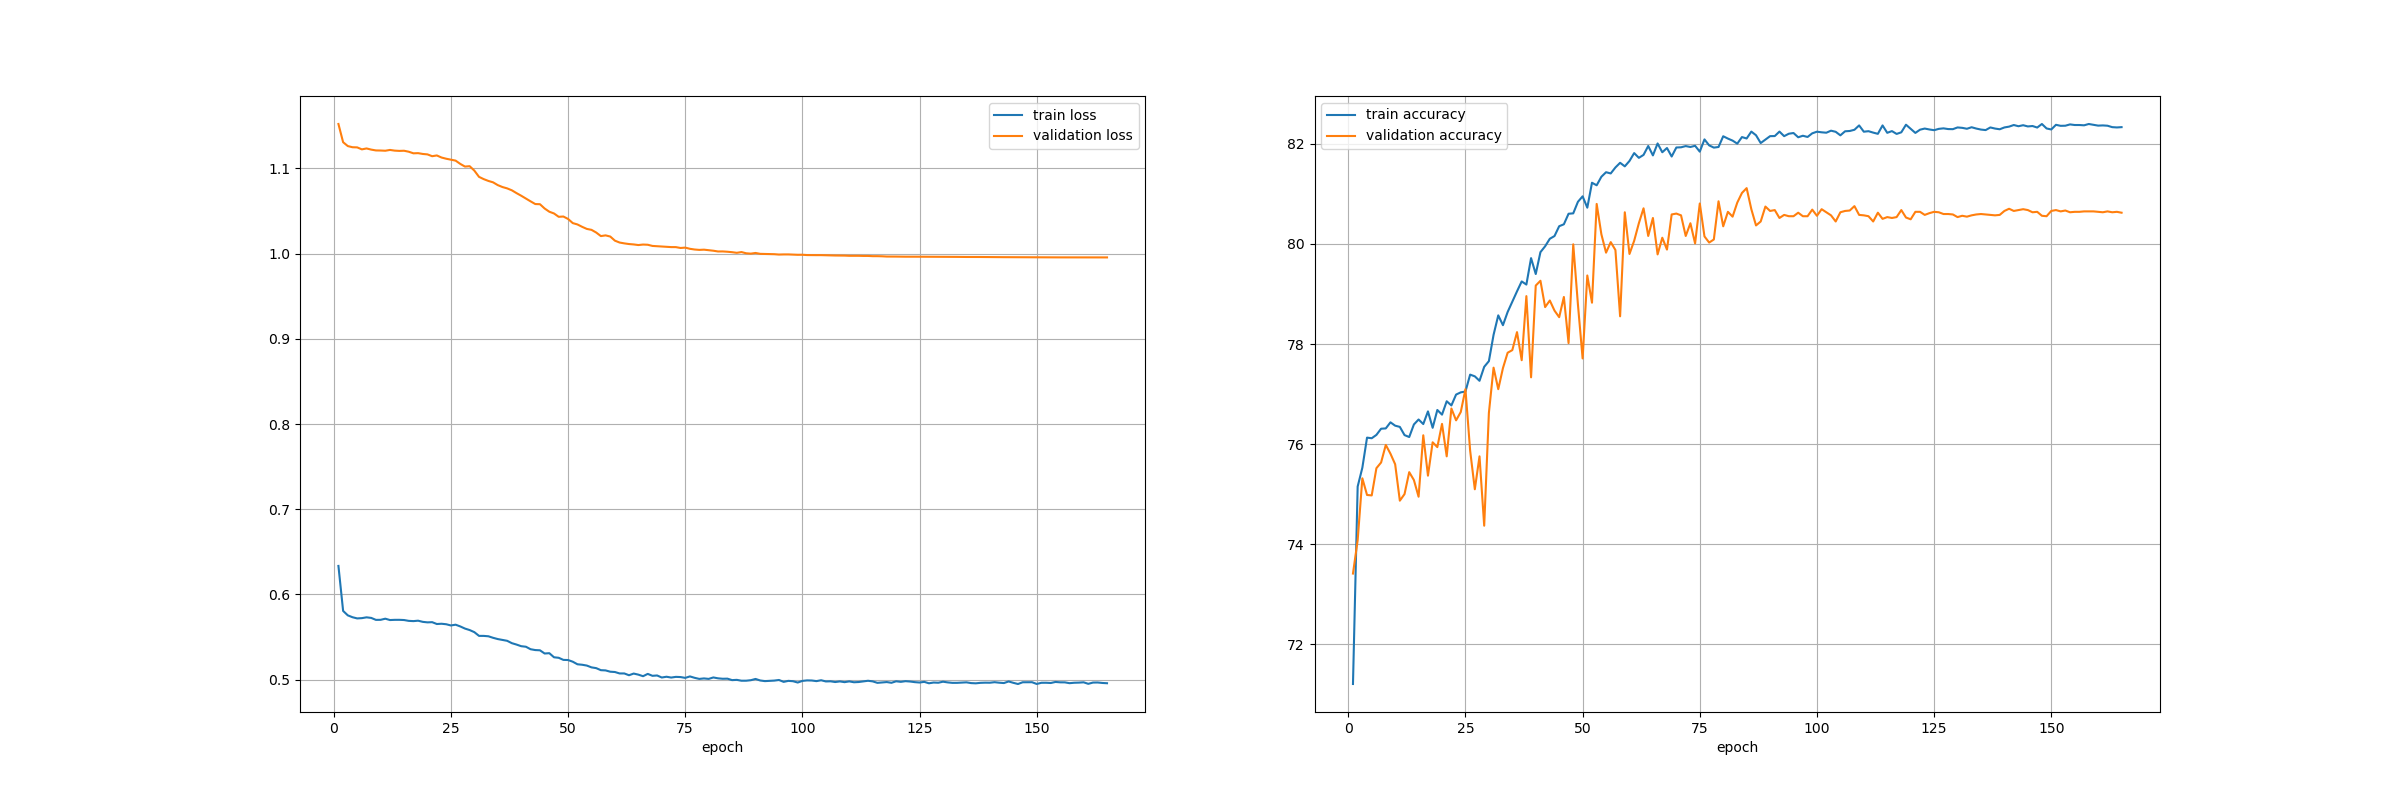 train loss
validation loss
1.1
1.0
0.9
0.8
0.7
0.6
0.5
0 25 50 75 100 125 150
epoch
train accuracy
validation accuracy
82
80
78
76
74
72
0 25 50 75 100 125 150
epoch